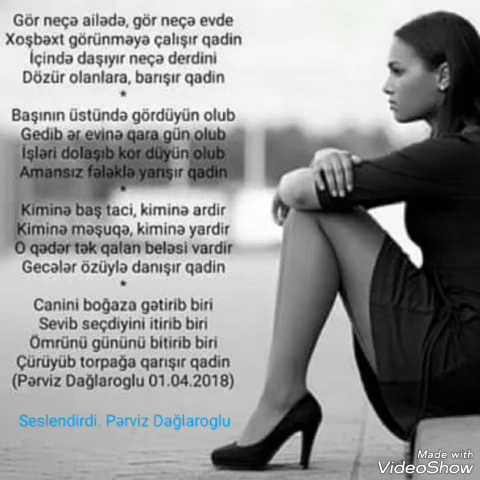 Gör neçə ailədə, gör neçə evde
Xoşbəxt görünməyə çalışır qadin
İçində daşıyır neçə derdini
Dözür olanlara, barışır qadin
*
Başının üstündə gördüyün olub
Gedib ər evinə qara gün olub
İşləri dolaşıb kor düyün olub
Amansız fələklə yarışır qadin
*
Kiminə baş taci, kiminə ardir
Kiminə məşuqə, kiminə yardir
O qədər tək qalan beləsi vardir
Gecələr özüylə danışır qadin
*
Canini boğaza gətirib biri
Sevib seçdiyini itirib biri
Ömrünü gününü bitirib biri
Çürüyüb torpağa qarışır qadin
(Pərviz Dağlaroglu 01.04.2018)
Seslendirdi. Pərviz Dağlaroglu
Made with
VideoShow